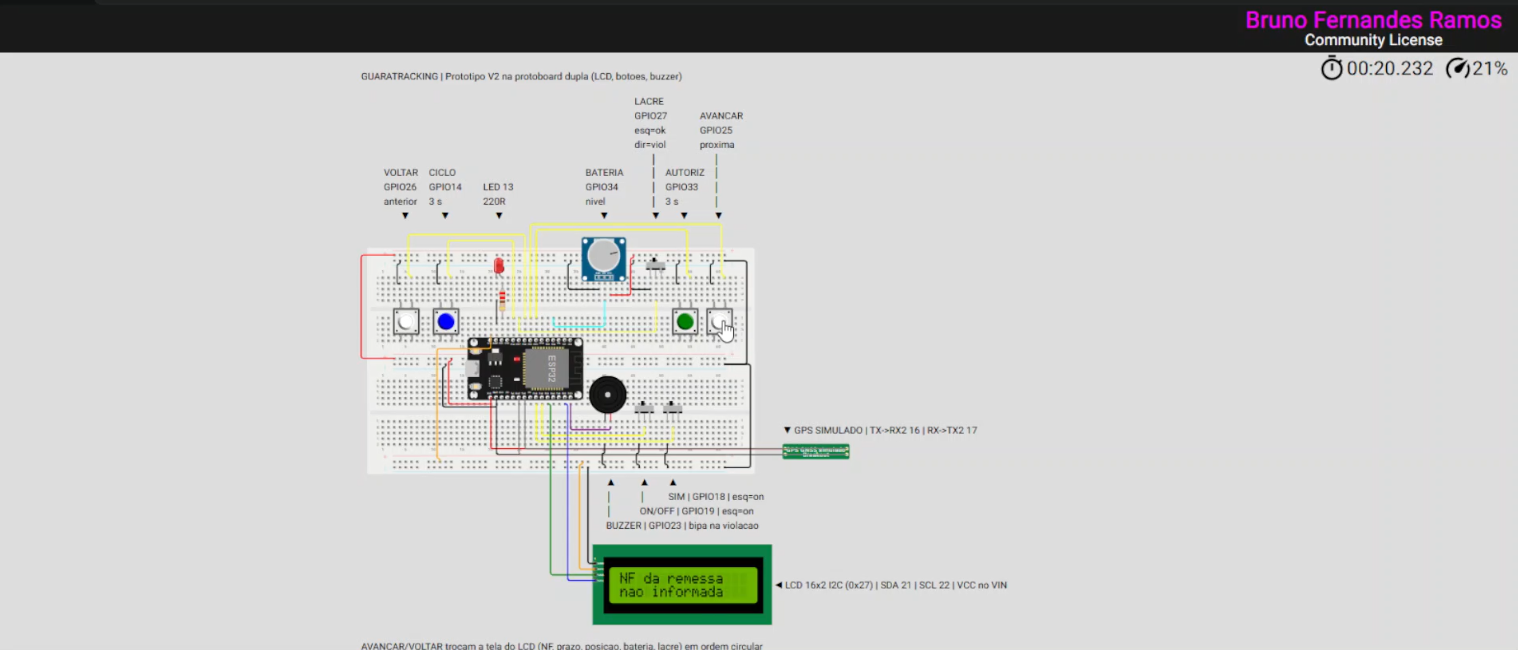 Bruno Fernandes Ramos
Community License
00:20.232 21%
GUARATRACKING | Prototipo V2 na protoboard dupla (LCD, botoes, buzzer)
LACRE
GPIO27
esq=ok
dir=viol
AVANCAR
GPIO25
proxima
VOLTAR
GPIO26
anterior
CICLO
GPIO14
3 s
LED 13
220R
BATERIA
GPIO34
nivel
AUTORIZ
GPIO33
3 s
ESP32
▼ GPS SIMULADO | TX->RX2 16 | RX->TX2 17
SIM | GPIO18 | esq=on
ON/OFF | GPIO19 | esq=on
BUZZER | GPIO23 | bipa na violacao
NF da remessa
nao informada
◄ LCD 16x2 I2C (0x27) | SDA 21 | SCL 22 | VCC no VIN
AVANCAR/VOLTAR trocam a tela do LCD (NF, prazo, posicao, bateria, lacre) em ordem circular